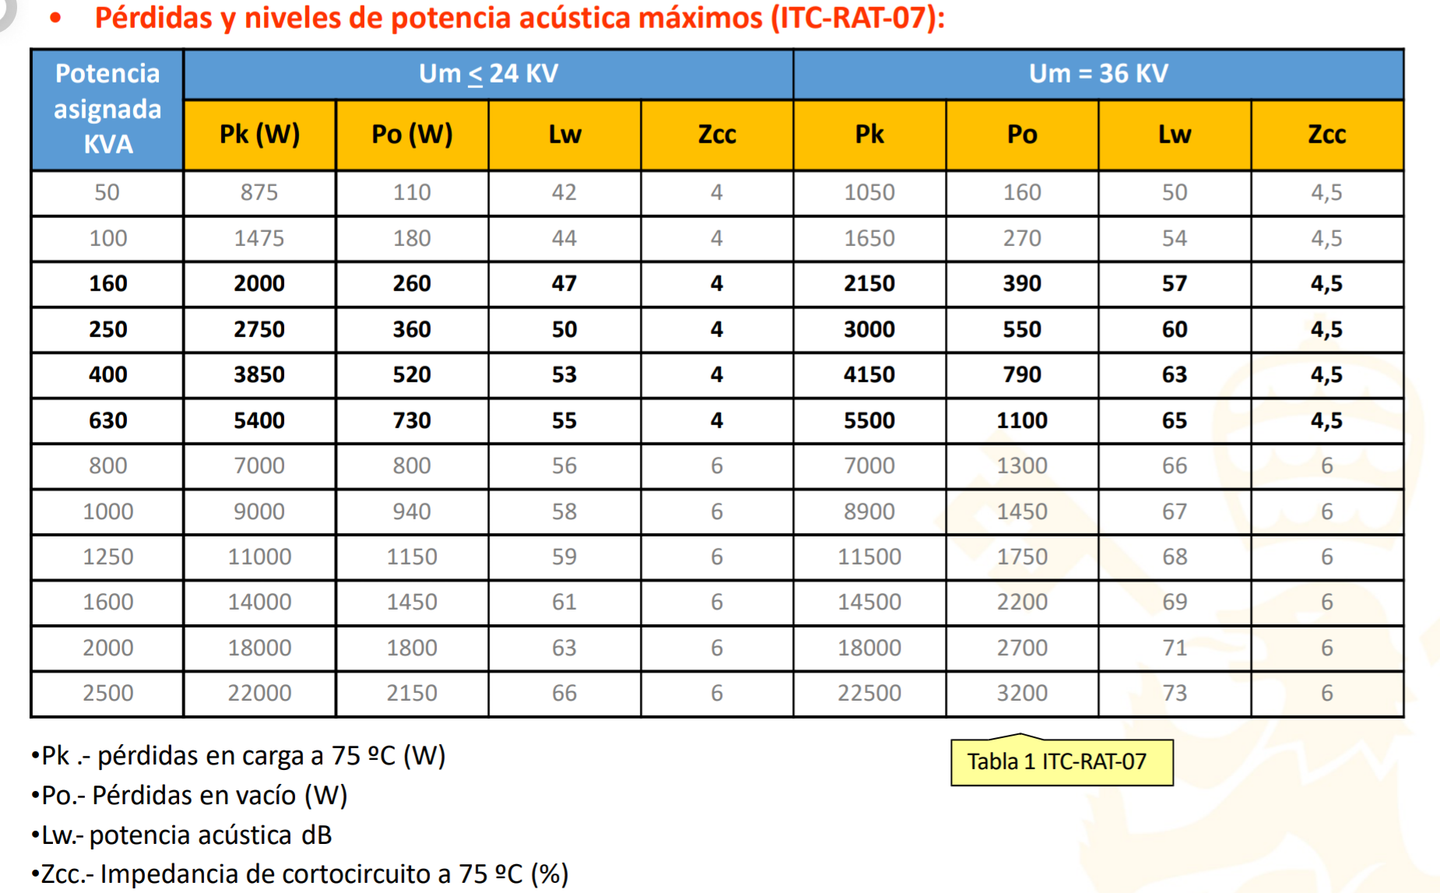 • Pérdidas y niveles de potencia acústica máximos (ITC-RAT-07):
Potencia asignada KVA Um ≤ 24 KV Um = 36 KV
Pk (W) Po (W) Lw Zcc Pk Po Lw Zcc
50 875 110 42 4 1050 160 50 4,5
100 1475 180 44 4 1650 270 54 4,5
160 2000 260 47 4 2150 390 57 4,5
250 2750 360 50 4 3000 550 60 4,5
400 3850 520 53 4 4150 790 63 4,5
630 5400 730 55 4 5500 1100 65 4,5
800 7000 800 56 6 7000 1300 66 6
1000 9000 940 58 6 8900 1450 67 6
1250 11000 1150 59 6 11500 1750 68 6
1600 14000 1450 61 6 14500 2200 69 6
2000 18000 1800 63 6 18000 2700 71 6
2500 22000 2150 66 6 22500 3200 73 6
•Pk .- pérdidas en carga a 75 ºC (W)
Tabla 1 ITC-RAT-07
•Po.- Pérdidas en vacío (W)
•Lw.- potencia acústica dB
•Zcc.- Impedancia de cortocircuito a 75 ºC (%)